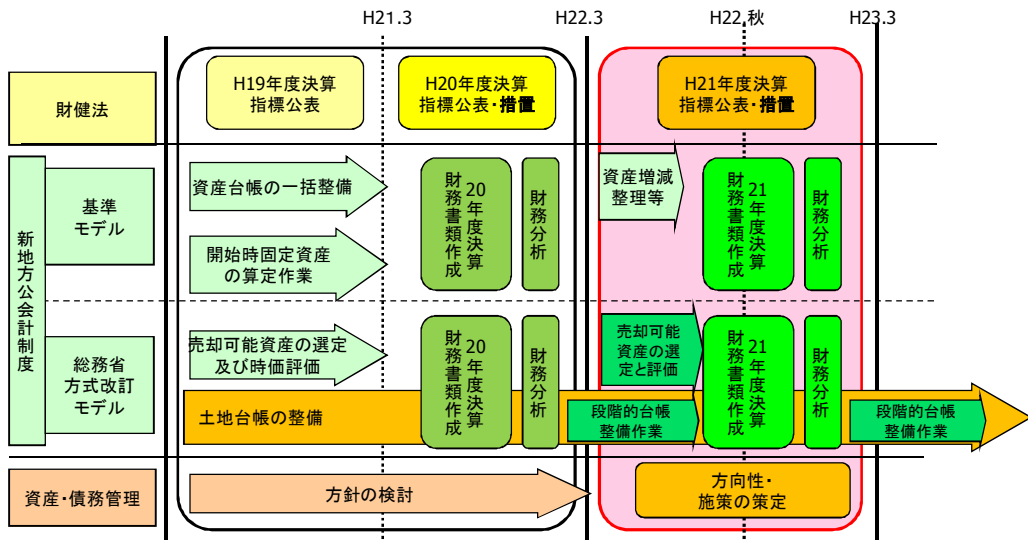 H21.3
H22.3
H22.秋
H23.3
財健法
H19年度決算
指標公表
H20年度決算
指標公表・措置
H21年度決算
指標公表・措置
新地方公会計制度
基準
モデル
資産台帳の一括整備
開始時固定資産
の算定作業
20年度決算
財務書類作成
財務分析
資産増減
整理等
21年度決算
財務書類作成
財務分析
総務省
方式改訂
モデル
売却可能資産の選定
及び時価評価
土地台帳の整備
20年度決算
財務書類作成
財務分析
売却可能
資産の選
定と評価
段階的台帳
整備作業
21年度決算
財務書類作成
財務分析
段階的台帳
整備作業
資産・債務管理
方針の検討
方向性・
施策の策定